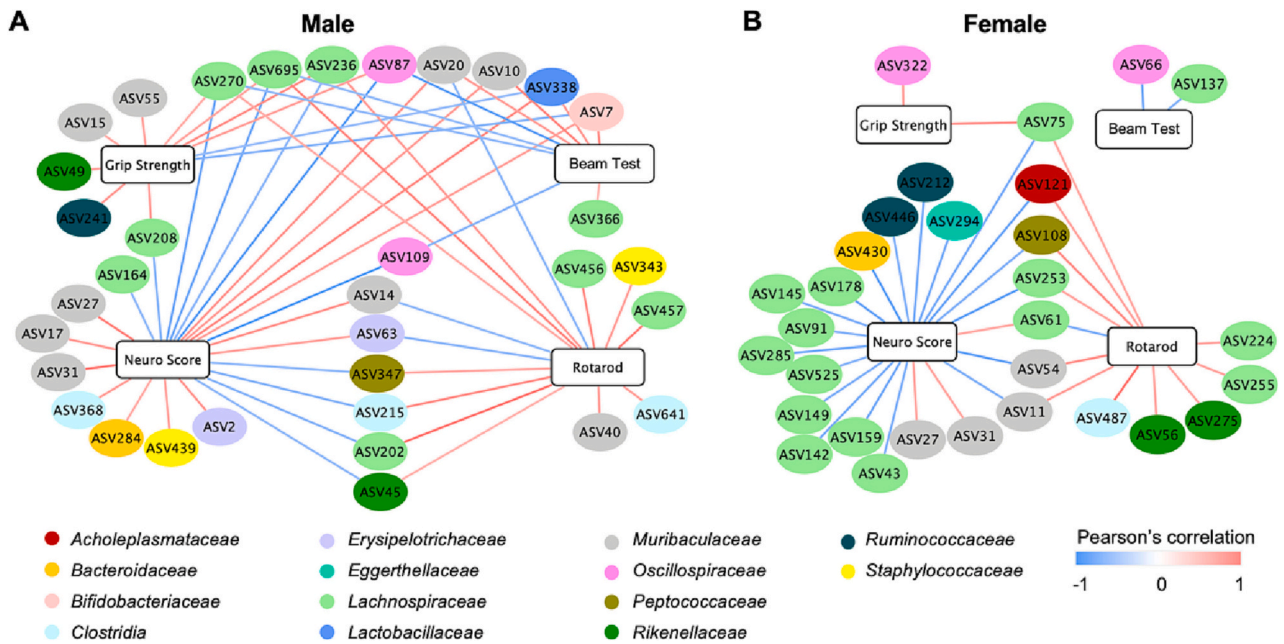 A
Male
B
Female
ASV270
ASV695
ASV236
ASV87
ASV20
ASV10
ASV338
ASV7
ASV55
ASV15
Grip Strength
Beam Test
ASV49
ASV241
ASV208
ASV366
ASV164
ASV109
ASV456
ASV343
ASV27
ASV14
ASV457
ASV17
ASV63
Neuro Score
Rotarod
ASV31
ASV347
ASV368
ASV215
ASV641
ASV284
ASV439
ASV2
ASV40
ASV202
ASV45
ASV322
ASV66
ASV137
Grip Strength
ASV75
Beam Test
ASV212
ASV121
ASV446
ASV294
ASV430
ASV108
ASV253
ASV145
ASV178
ASV91
ASV61
Neuro Score
Rotarod
ASV224
ASV285
ASV525
ASV54
ASV255
ASV149
ASV11
ASV487
ASV275
ASV56
ASV142
ASV159
ASV27
ASV31
ASV43
Acholeplasmataceae
Bacteroidaceae
Bifidobacteriaceae
Clostridia
Erysipelotrichaceae
Eggerthellaceae
Lachnospiraceae
Lactobacillaceae
Muribaculaceae
Oscillospiraceae
Peptococcaceae
Rikenellaceae
Ruminococcaceae
Staphylococcaceae
Pearson's correlation
-1 0 1